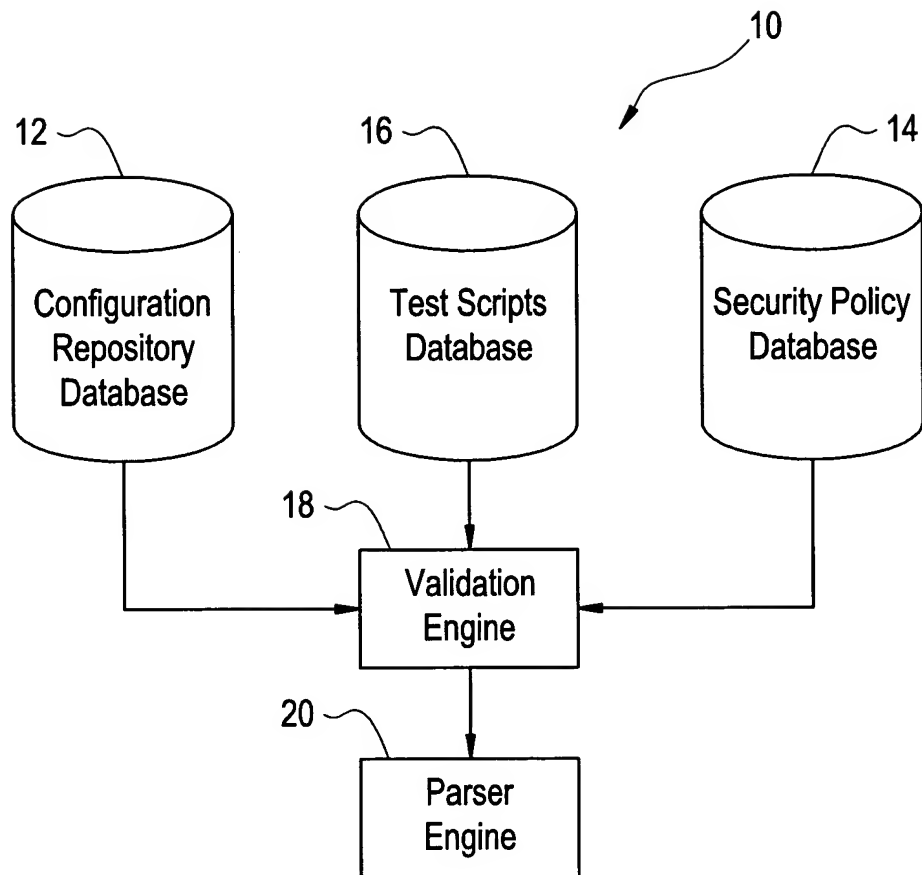 10
12
16
14
Configuration
Repository
Database
Test Scripts
Database
Security Policy
Database
18
Validation
Engine
20
Parser
Engine